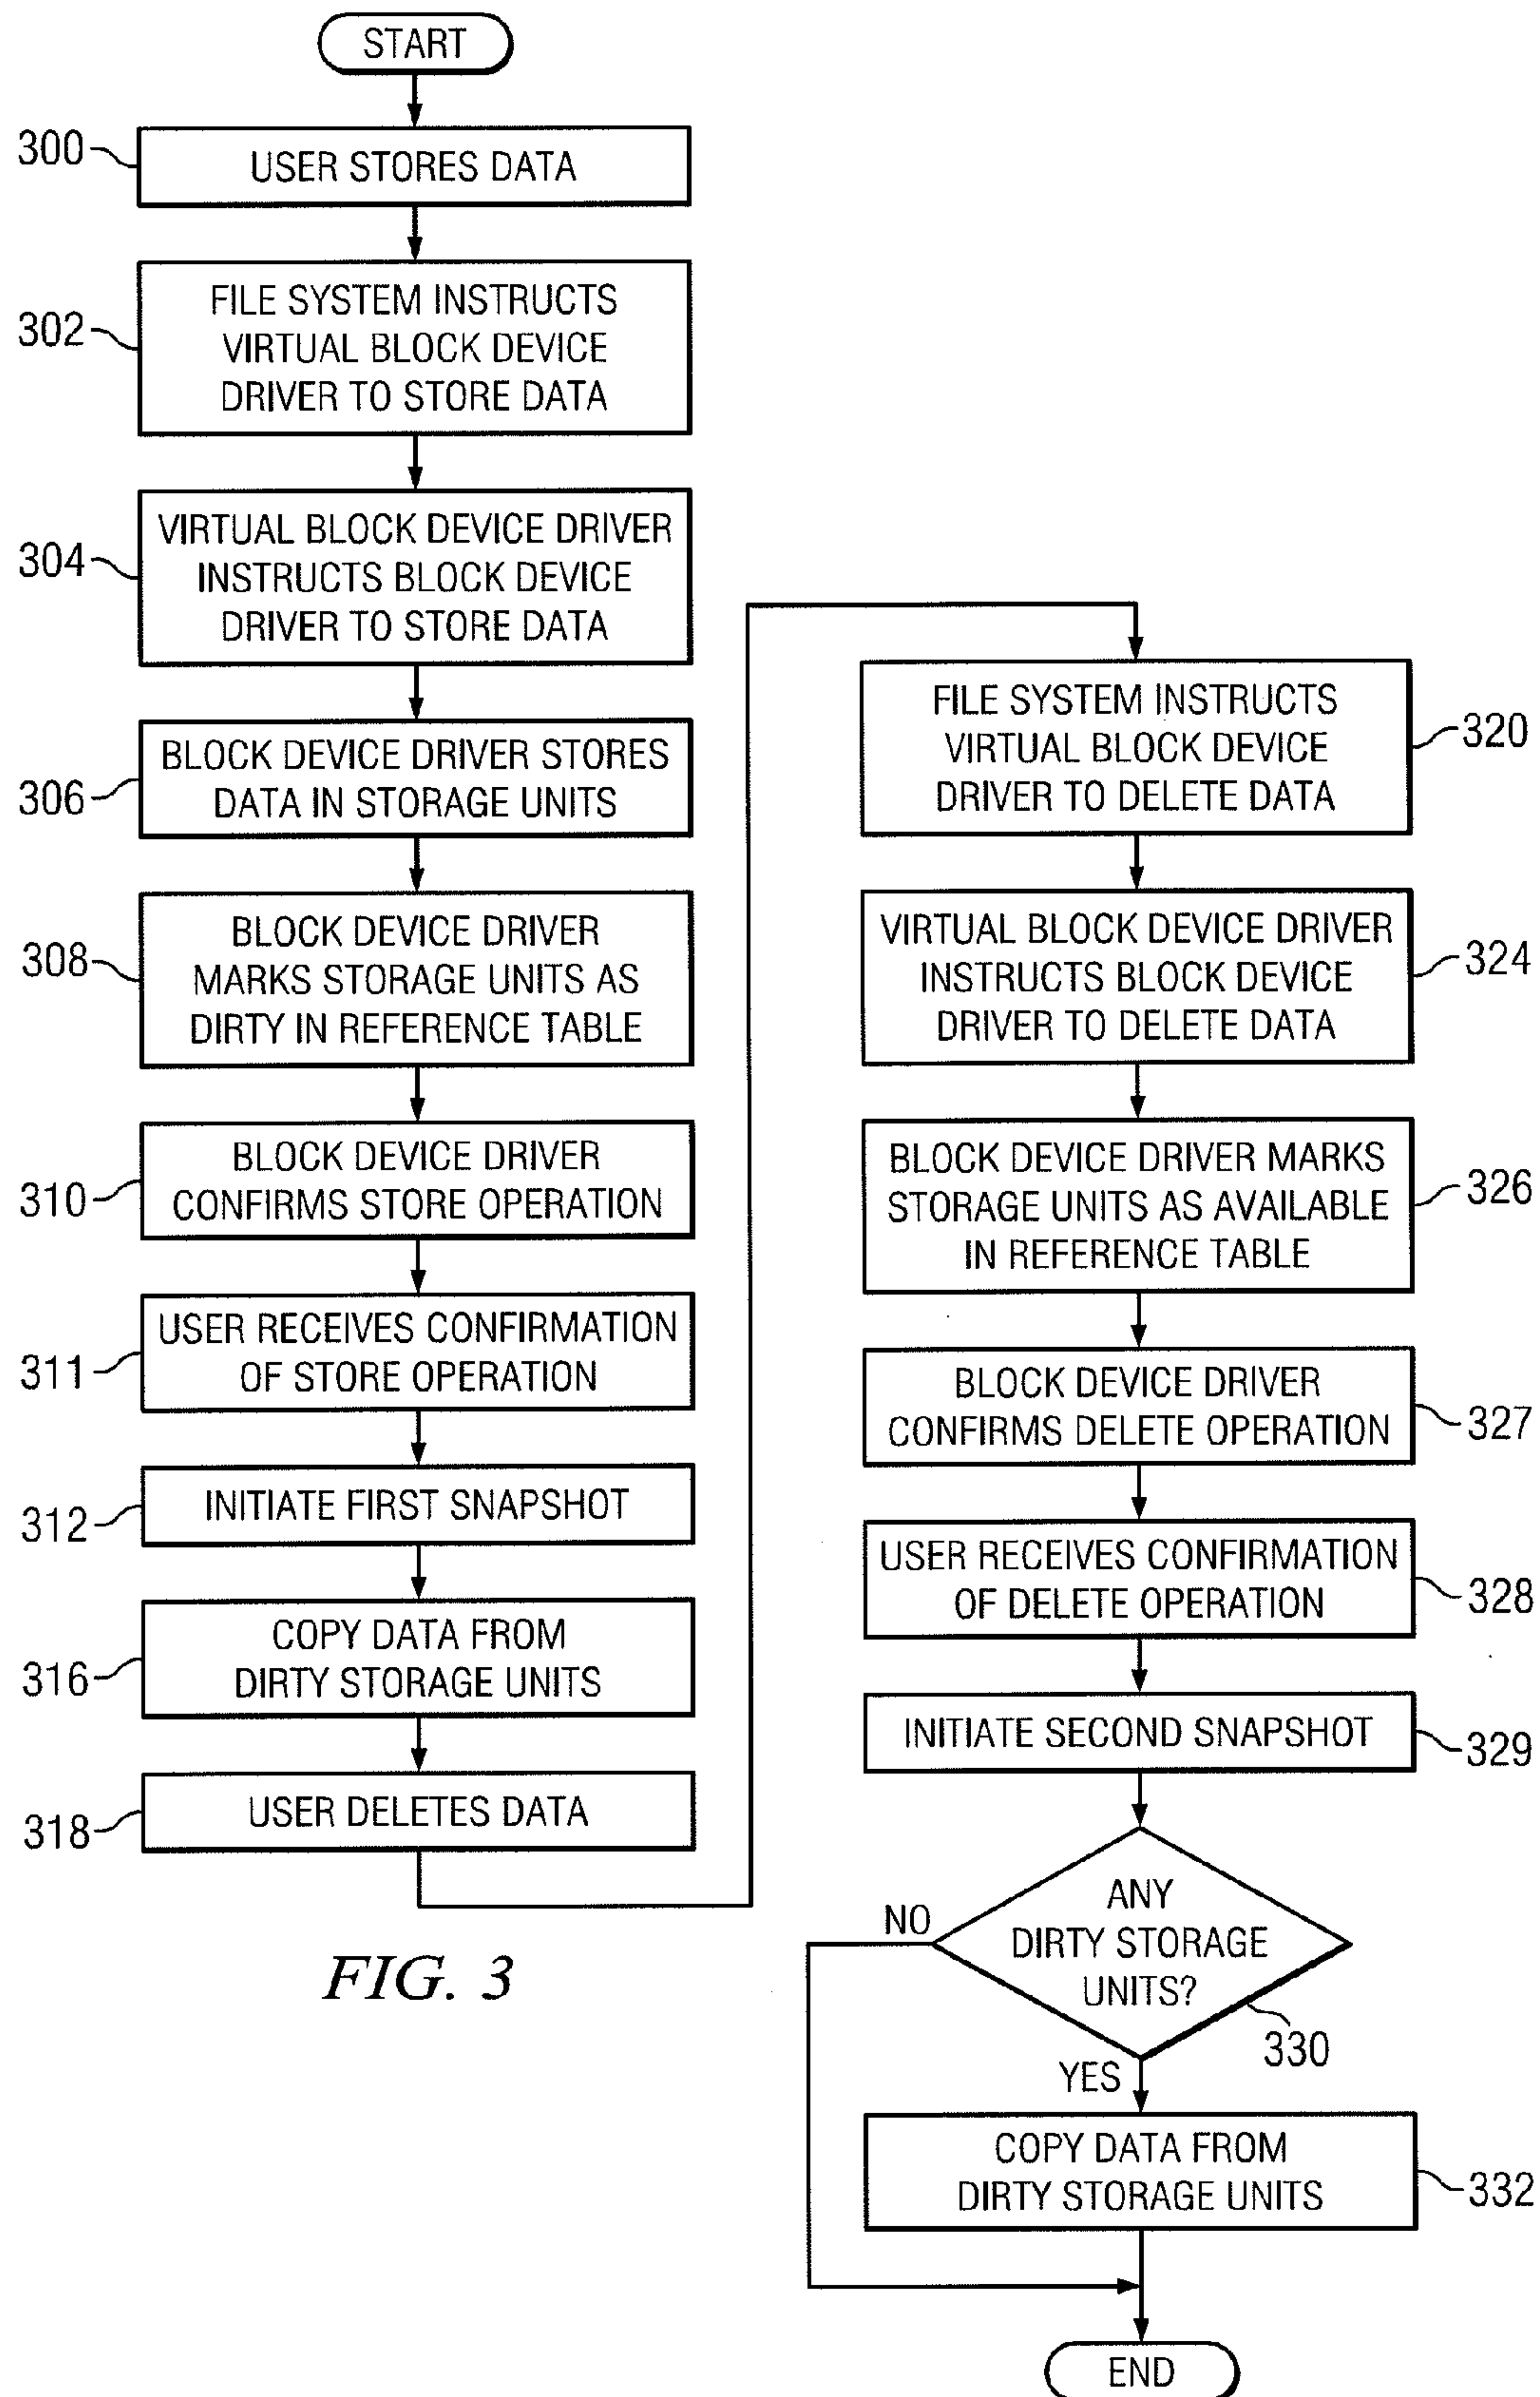 START
300
USER STORES DATA
302
FILE SYSTEM INSTRUCTS
VIRTUAL BLOCK DEVICE
DRIVER TO STORE DATA
304
VIRTUAL BLOCK DEVICE DRIVER
INSTRUCTS BLOCK DEVICE
DRIVER TO STORE DATA
306
BLOCK DEVICE DRIVER STORES
DATA IN STORAGE UNITS
308
BLOCK DEVICE DRIVER
MARKS STORAGE UNITS AS
DIRTY IN REFERENCE TABLE
310
BLOCK DEVICE DRIVER
CONFIRMS STORE OPERATION
311
USER RECEIVES CONFIRMATION
OF STORE OPERATION
312
INITIATE FIRST SNAPSHOT
316
COPY DATA FROM
DIRTY STORAGE UNITS
318
USER DELETES DATA
FILE SYSTEM INSTRUCTS
VIRTUAL BLOCK DEVICE
DRIVER TO DELETE DATA
320
VIRTUAL BLOCK DEVICE DRIVER
INSTRUCTS BLOCK DEVICE
DRIVER TO DELETE DATA
324
BLOCK DEVICE DRIVER MARKS
STORAGE UNITS AS AVAILABLE
IN REFERENCE TABLE
326
BLOCK DEVICE DRIVER
CONFIRMS DELETE OPERATION
327
USER RECEIVES CONFIRMATION
OF DELETE OPERATION
328
INITIATE SECOND SNAPSHOT
329
ANY
DIRTY STORAGE
UNITS?
330
NO
YES
COPY DATA FROM
DIRTY STORAGE UNITS
332
END
FIG. 3